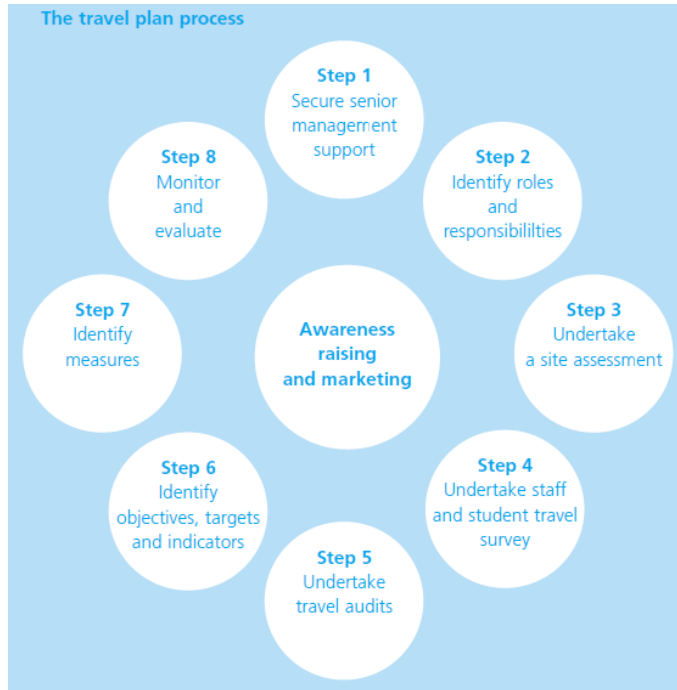 The travel plan process
Step 1
Secure senior
management
support
Step 2
Identify roles
and
responsibililties
Step 3
Undertake
a site assessment
Step 4
Undertake staff
and student travel
survey
Step 5
Undertake
travel audits
Step 6
Identify
objectives, targets
and indicators
Step 7
Identify
measures
Step 8
Monitor
and
evaluate
Awareness
raising
and marketing